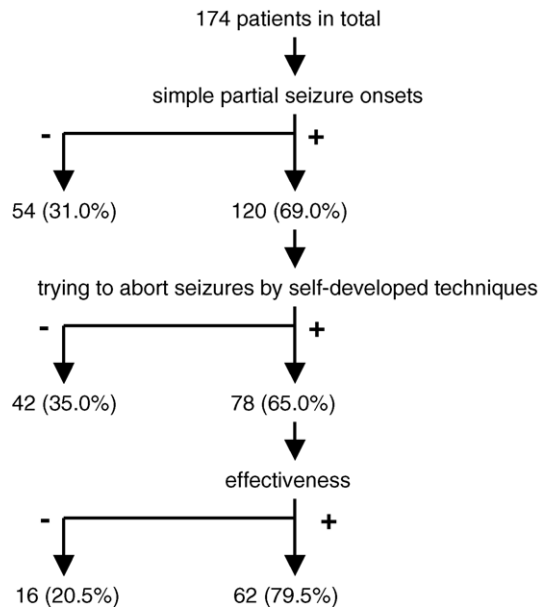 174 patients in total
simple partial seizure onsets
- +
54 (31.0%) 120 (69.0%)
trying to abort seizures by self-developed techniques
- +
42 (35.0%) 78 (65.0%)
effectiveness
- +
16 (20.5%) 62 (79.5%)